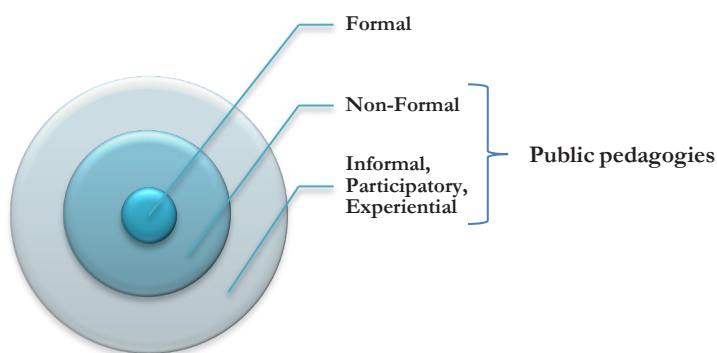 Formal
Non-Formal
Informal,
Participatory,
Experiential
Public pedagogies